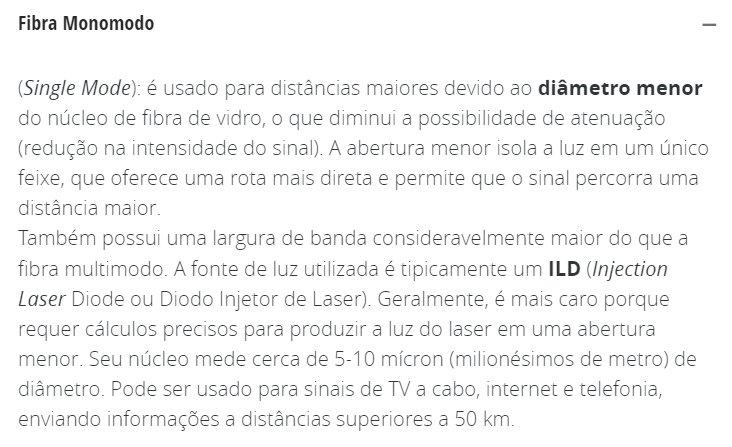 Fibra Monomodo
(Single Mode): é usado para distâncias maiores devido ao diâmetro menor
do núcleo de fibra de vidro, o que diminui a possibilidade de atenuação
(redução na intensidade do sinal). A abertura menor isola a luz em um único
feixe, que oferece uma rota mais direta e permite que o sinal percorra uma
distância maior.
Também possui uma largura de banda consideravelmente maior do que a
fibra multimodo. A fonte de luz utilizada é tipicamente um ILD (Injection
Laser Diode ou Diodo Injetor de Laser). Geralmente, é mais caro porque
requer cálculos precisos para produzir a luz do laser em uma abertura
menor. Seu núcleo mede cerca de 5-10 mícron (milionésimos de metro) de
diâmetro. Pode ser usado para sinais de TV a cabo, internet e telefonia,
enviando informações a distâncias superiores a 50 km.